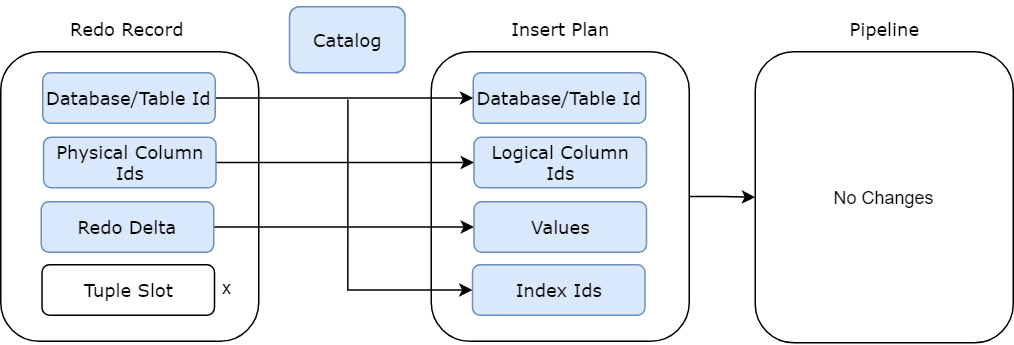 Redo Record
Catalog
Insert Plan
Pipeline
Database/Table Id
Database/Table Id
Physical Column
Ids
Logical Column
Ids
Redo Delta
Values
No Changes
Tuple Slot
x
Index Ids